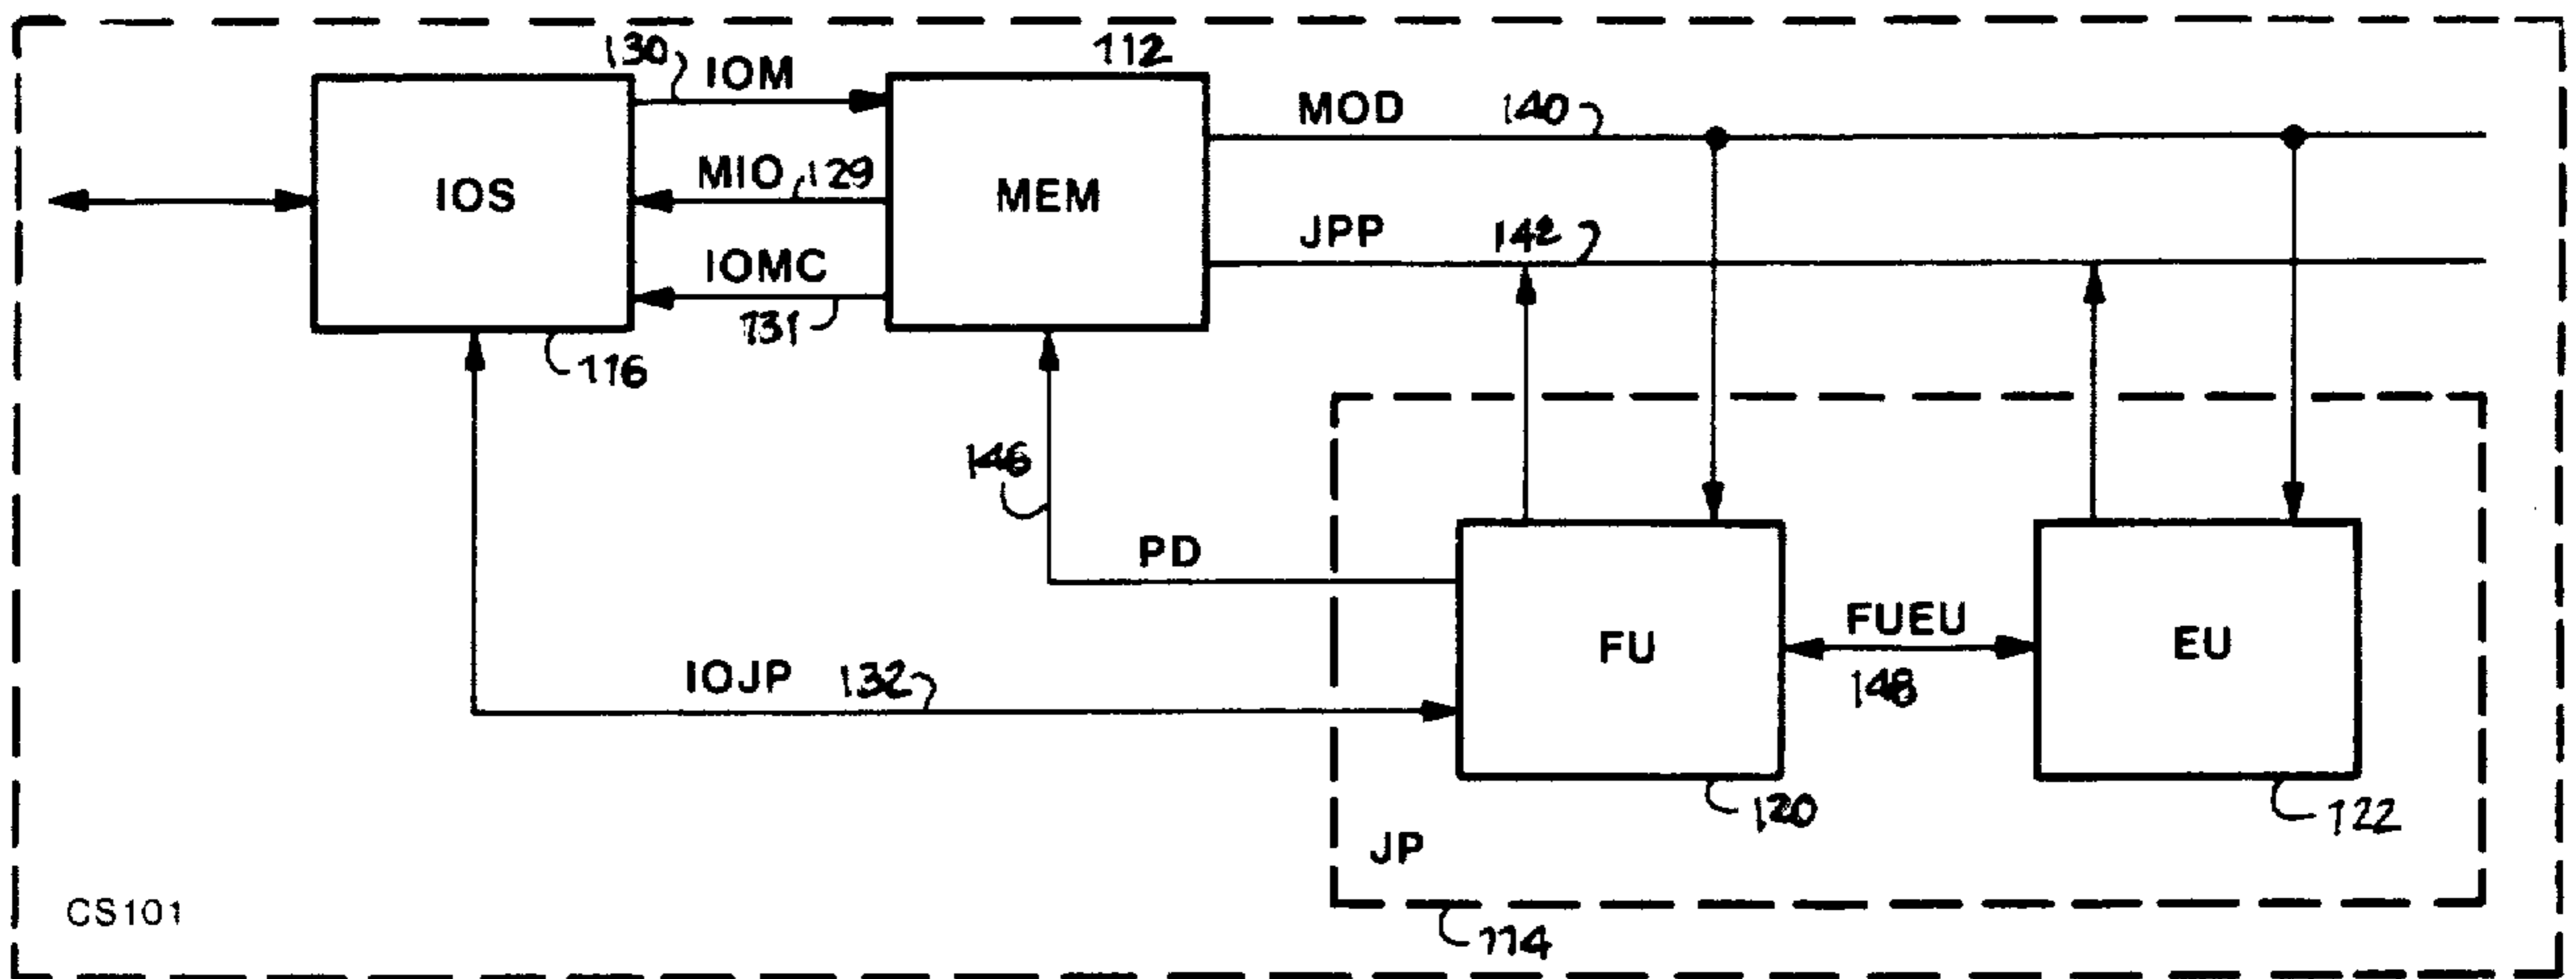 130
IOM
112
MOD
140
IOS
MIO
129
MEM
JPP
142
IOMC
131
116
146
PD
FU
FUEU
148
EU
IOJP
132
120
122
JP
114
CS101